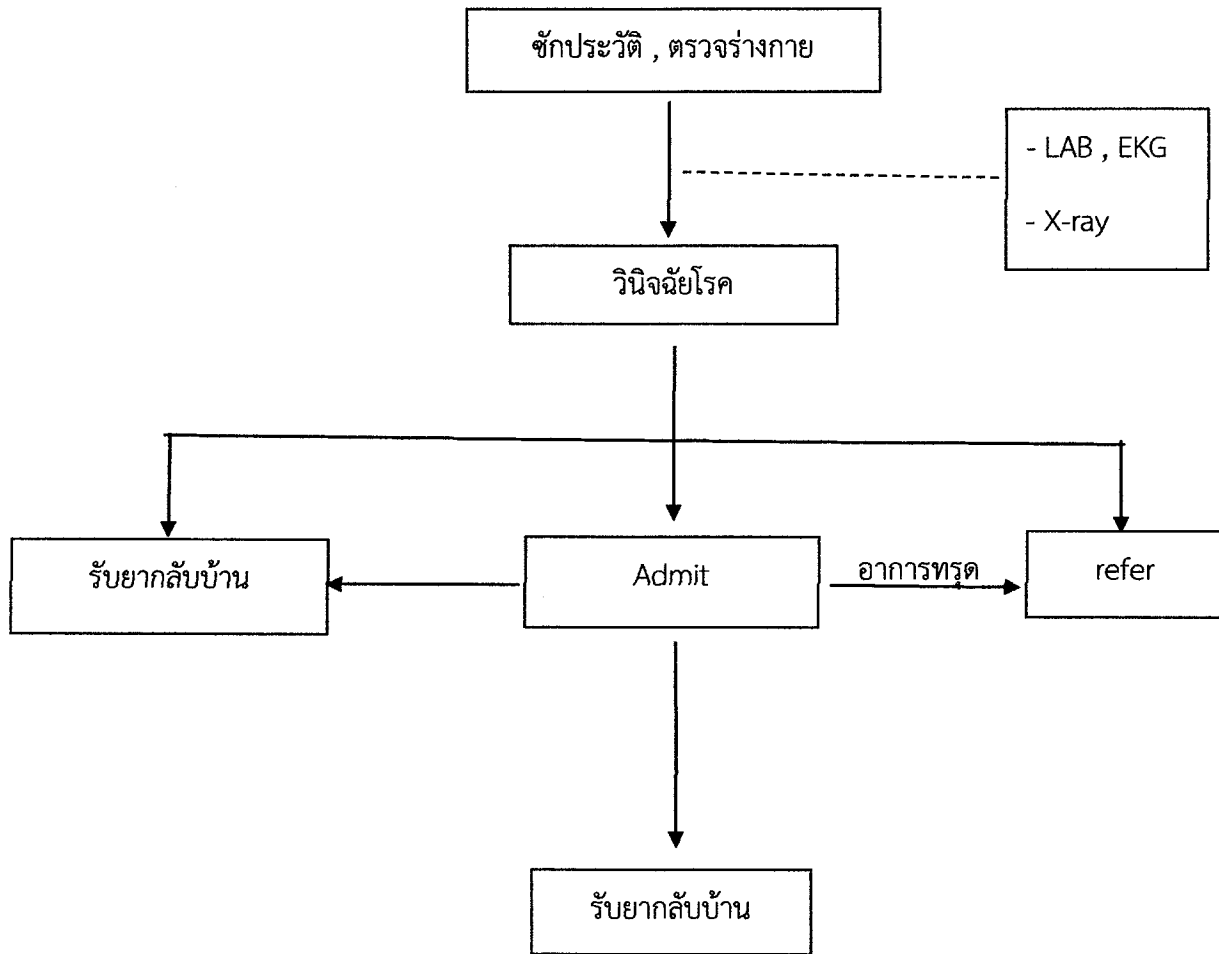 ซักประวัติ , ตรวจร่างกาย
- LAB , EKG
- X-ray
วินิจฉัยโรค
รับยากลับบ้าน
Admit
อาการทรุด
refer
รับยากลับบ้าน